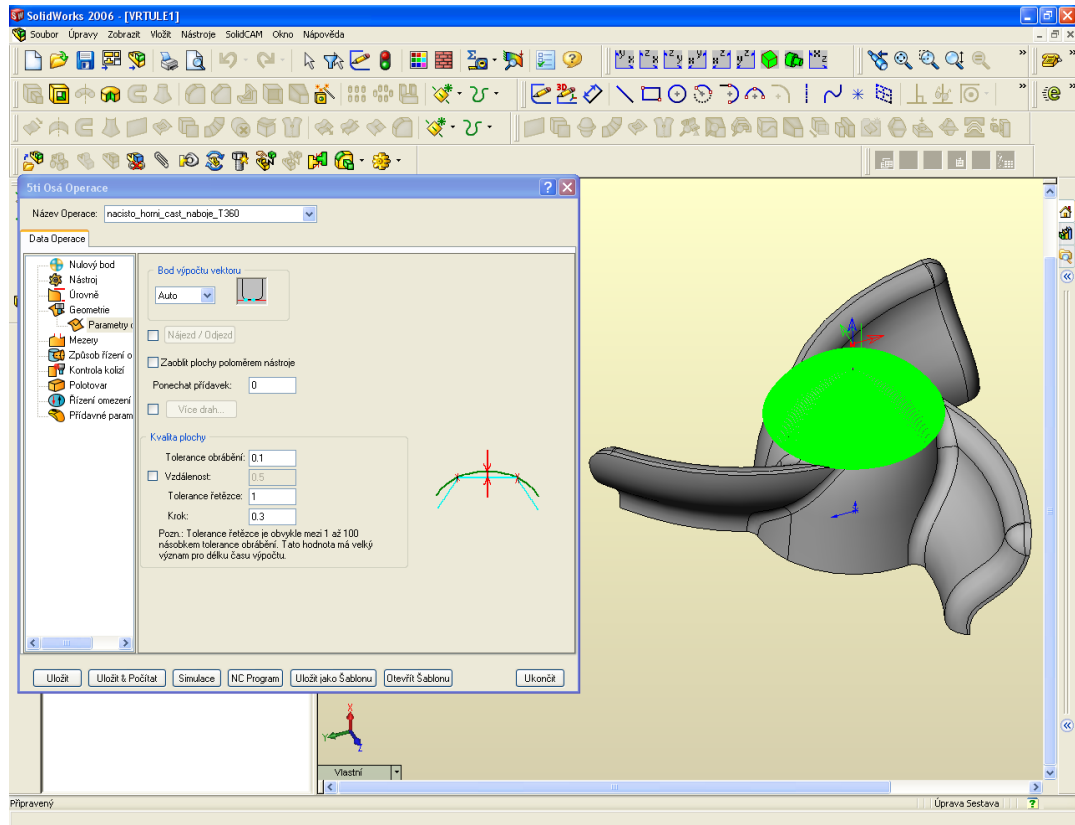 SolidWorks 2006 - [VRTULE1]
Soubor Úpravy Zobrazit Vložit Nástroje SolidCAM Okno Nápověda
5ti Osá Operace
Název Operace: nacisto_horni_cast_naboje_T360
Data Operace
Nulový bod
Nástroj
Úrovně
Geometrie
Parametry
Mezery
Způsob řízení o
Kontrola kolizí
Polotovar
Řízení omezení
Přídavné param
Bod výpočtu vektoru
Auto
Nájezd / Odjezd
Zaoblit plochy poloměrem nástroje
Ponechat přídavek: 0
Více drah...
Kvalita plochy
Tolerance obrábění: 0.1
Vzdálenost: 0.5
Tolerance řetězce: 1
Krok: 0.3
Pozn.: Tolerance řetězce je obvykle mezi 1 až 100
násobkem tolerance obrábění. Tato hodnota má velký
význam pro délku času výpočtu.
Uložit Uložit & Počítat Simulace NC Program Uložit jako Šablonu Otevřít Šablonu Ukončit
X
Y
Z
Vlastní
Připravený Úprava Sestava